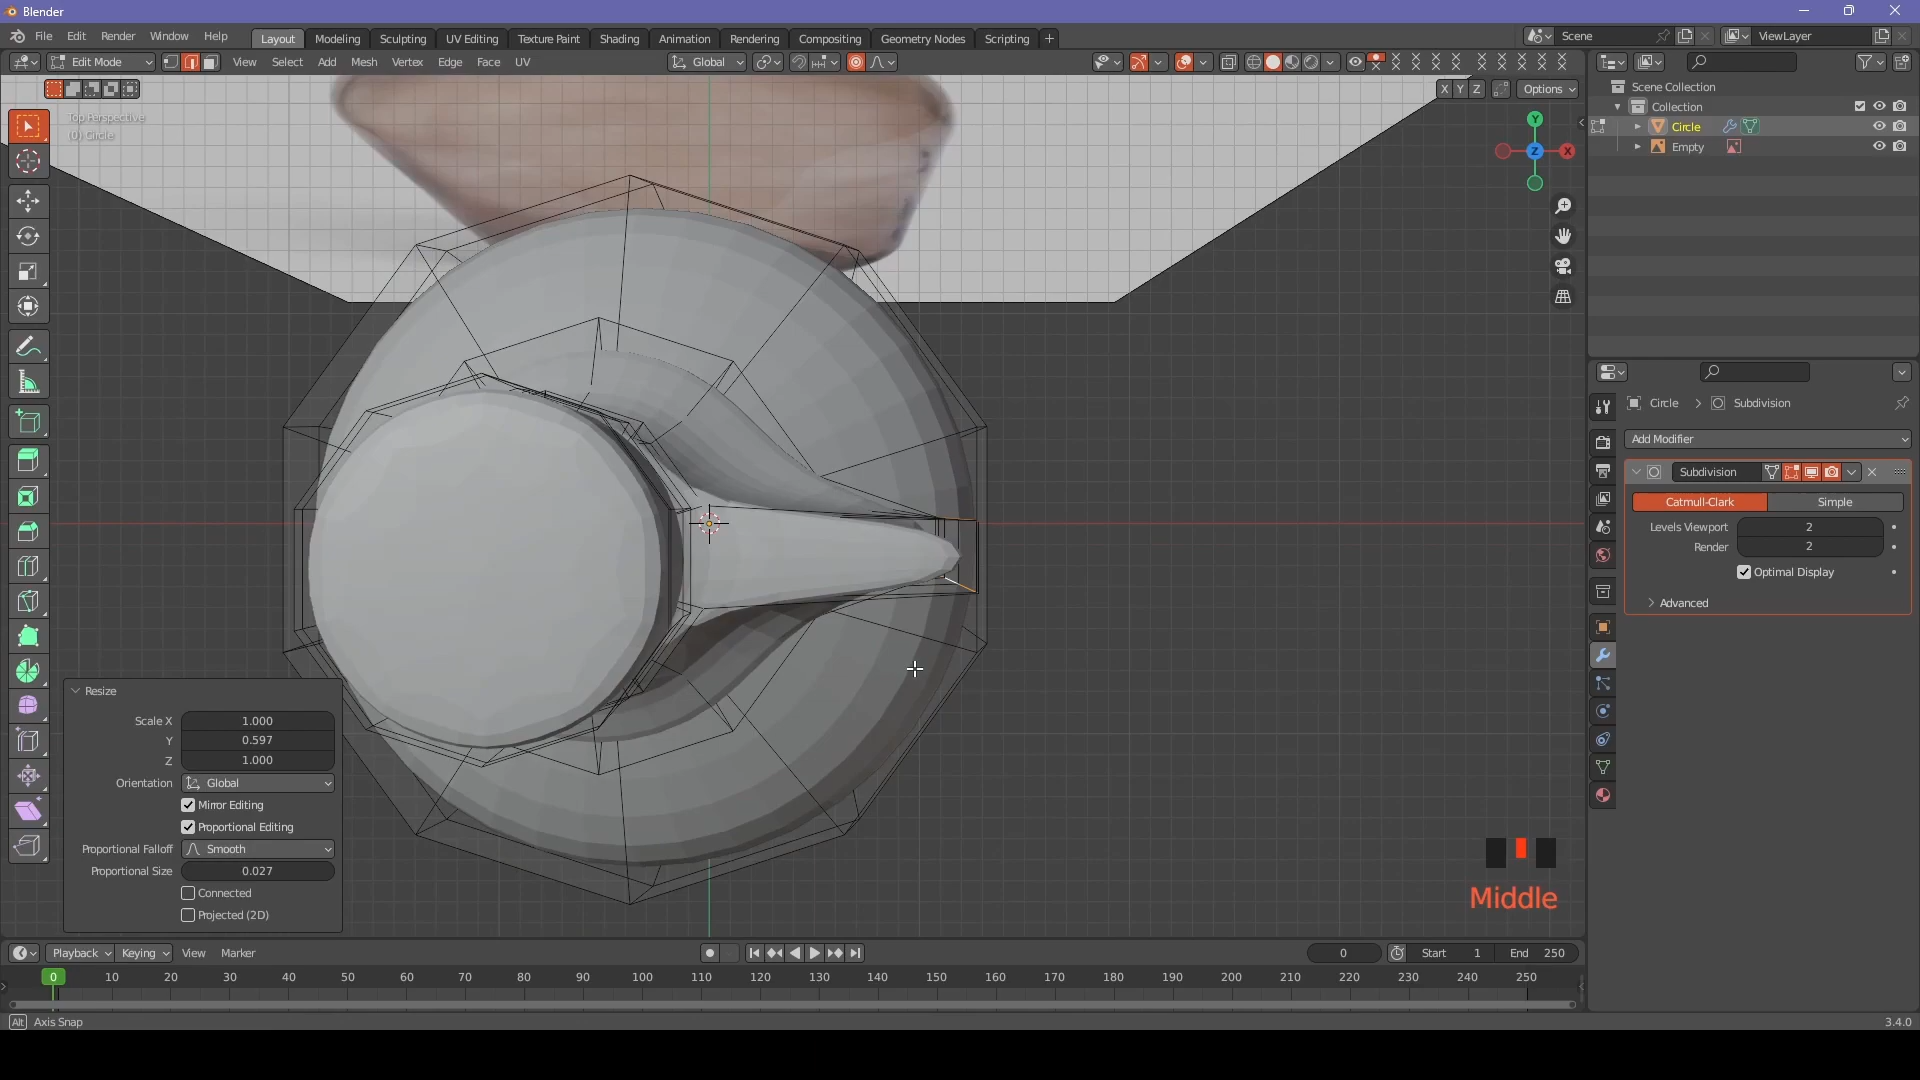 Blender
File Edit Render Window Help
Layout Modeling Sculpting UV Editing Texture Paint Shading Animation Rendering Compositing Geometry Nodes Scripting
Scene
ViewLayer
Edit Mode
View Select Add Mesh Vertex Edge Face UV
Global
X Y Z
Options
Top Perspective
(0) Circle
Y
Z
X
Scene Collection
Collection
Circle
Empty
Circle > Subdivision
Add Modifier
Subdivision
Catmull-Clark Simple
Levels Viewport 2
Render 2
Optimal Display
Advanced
Resize
Scale X 1.000
Y 0.597
Z 1.000
Orientation Global
Mirror Editing
Proportional Editing
Proportional Falloff Smooth
Proportional Size 0.027
Connected
Projected (2D)
Middle
Playback Keying View Marker
0
Start 1
End 250
0 10 20 30 40 50 60 70 80 90 100 110 120 130 140 150 160 170 180 190 200 210 220 230 240 250
Alt Axis Snap
3.4.0